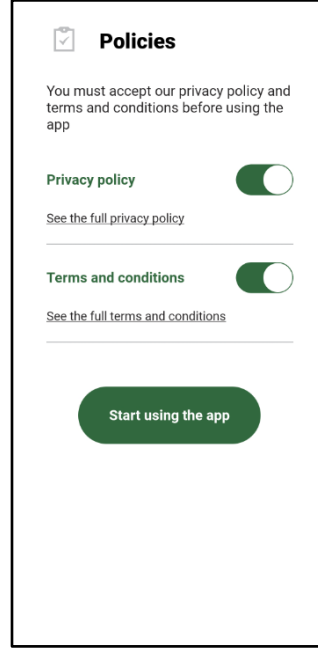 Policies
You must accept our privacy policy and
terms and conditions before using the
app
Privacy policy
See the full privacy policy
Terms and conditions
See the full terms and conditions
Start using the app